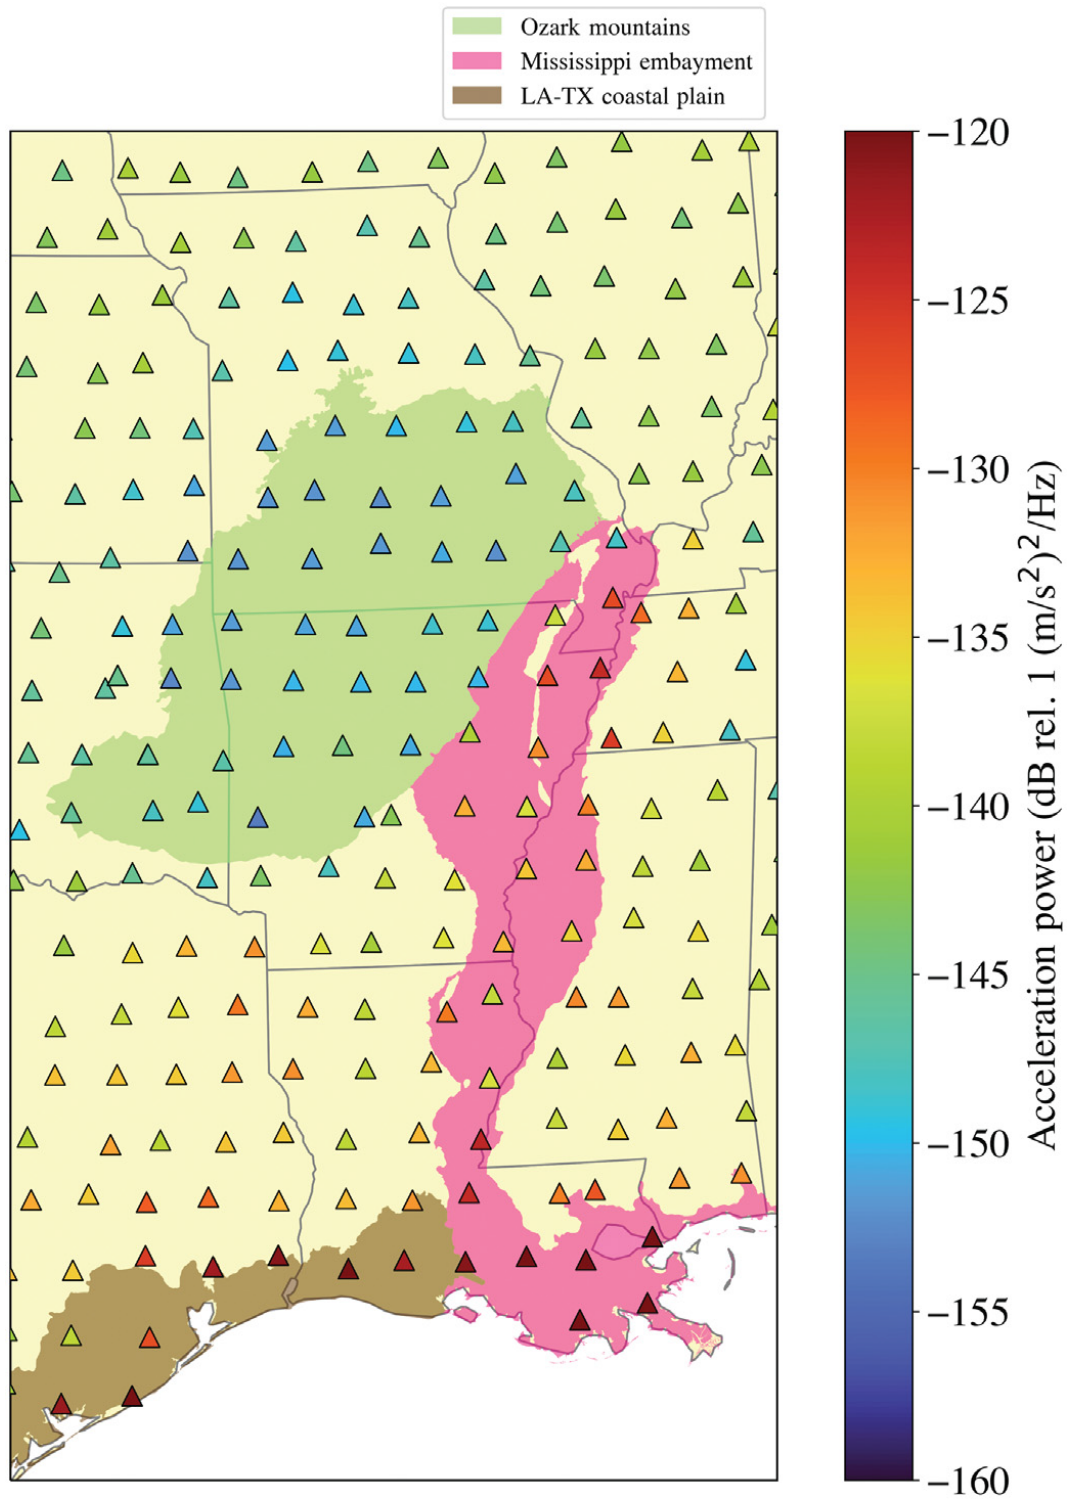 Ozark mountains
Mississippi embayment
LA-TX coastal plain
−120
−125
−130
−135
−140
−145
−150
−155
−160
Acceleration power (dB rel. 1 (m/s²)²/Hz)